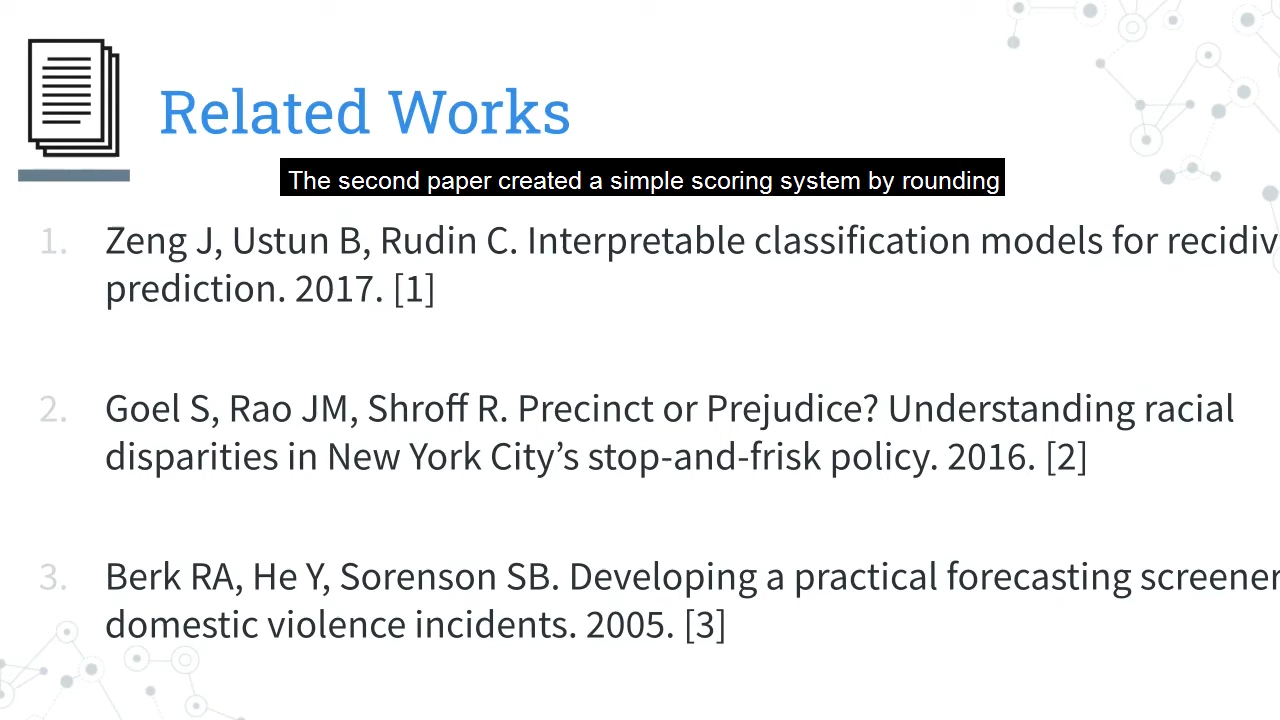 Related Works
The second paper created a simple scoring system by rounding
1. Zeng J, Ustun B, Rudin C. Interpretable classification models for recidiv
prediction. 2017. [1]
2. Goel S, Rao JM, Shroff R. Precinct or Prejudice? Understanding racial
disparities in New York City’s stop-and-frisk policy. 2016. [2]
3. Berk RA, He Y, Sorenson SB. Developing a practical forecasting screener
domestic violence incidents. 2005. [3]